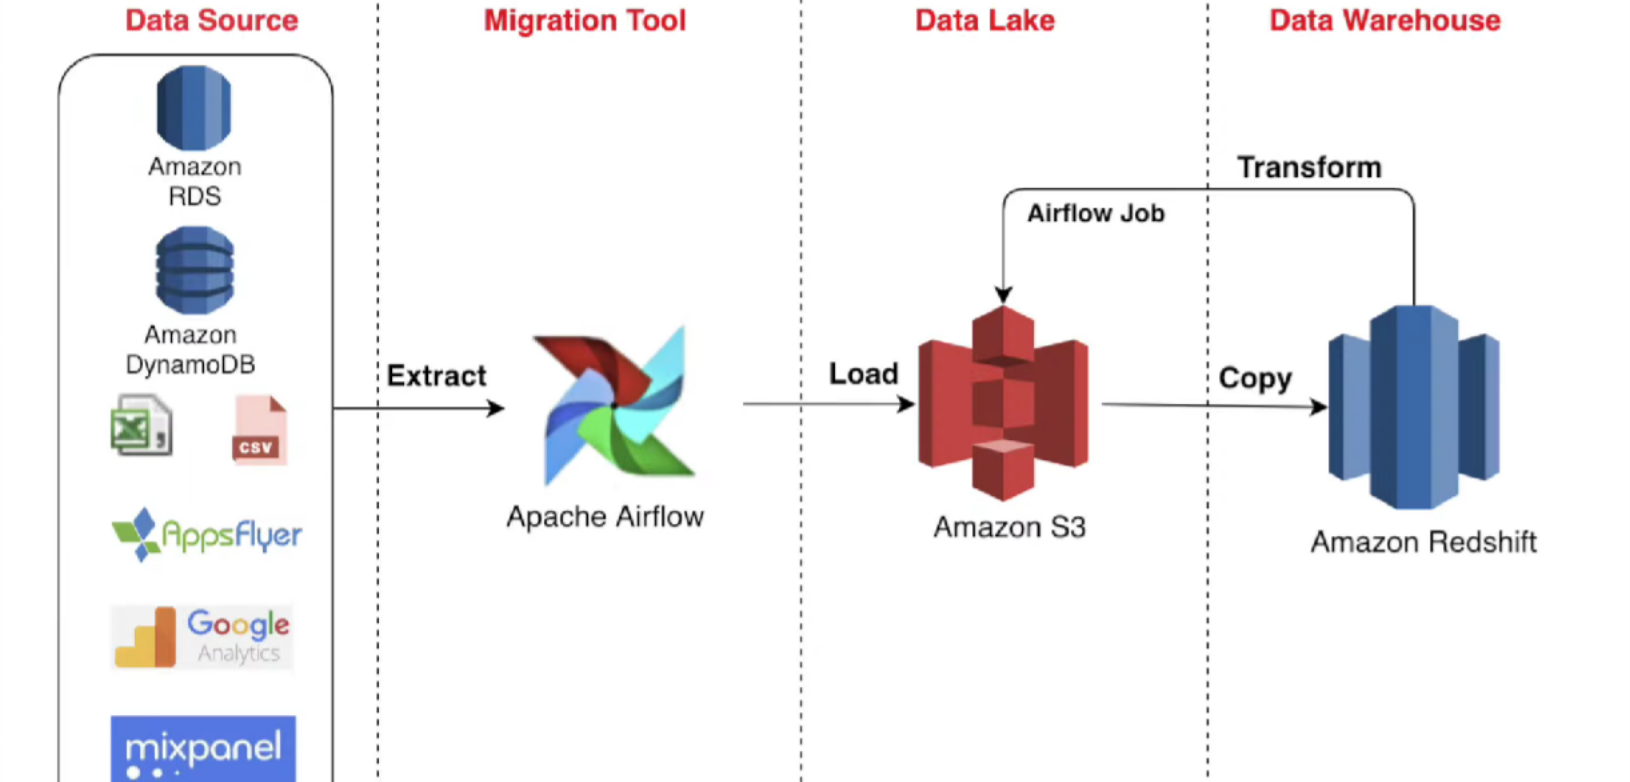 Data Source
Migration Tool
Data Lake
Data Warehouse
Amazon
RDS
Amazon
DynamoDB
CSV
AppsFlyer
Google
Analytics
mixpanel
Extract
Apache Airflow
Load
Amazon S3
Transform
Airflow Job
Copy
Amazon Redshift